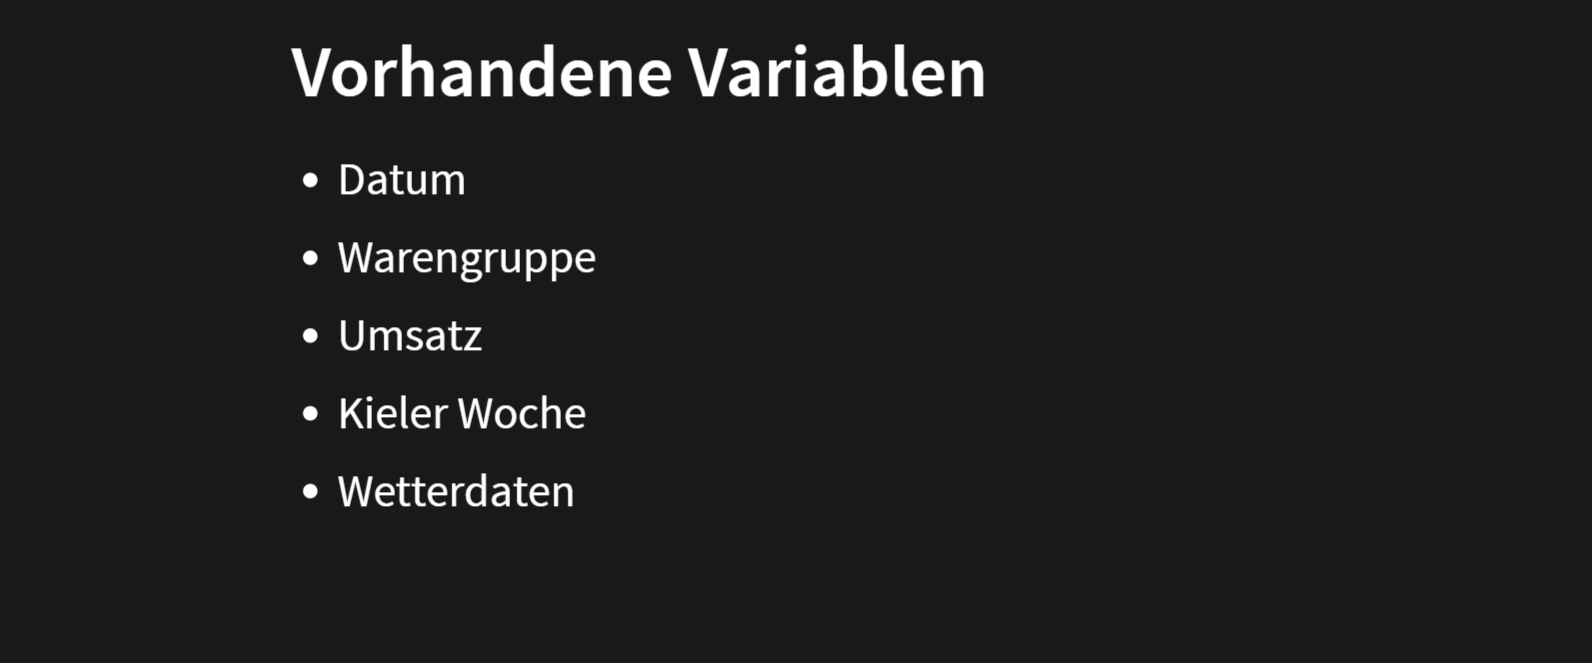 Vorhandene Variablen
Datum
Warengruppe
Umsatz
Kieler Woche
Wetterdaten